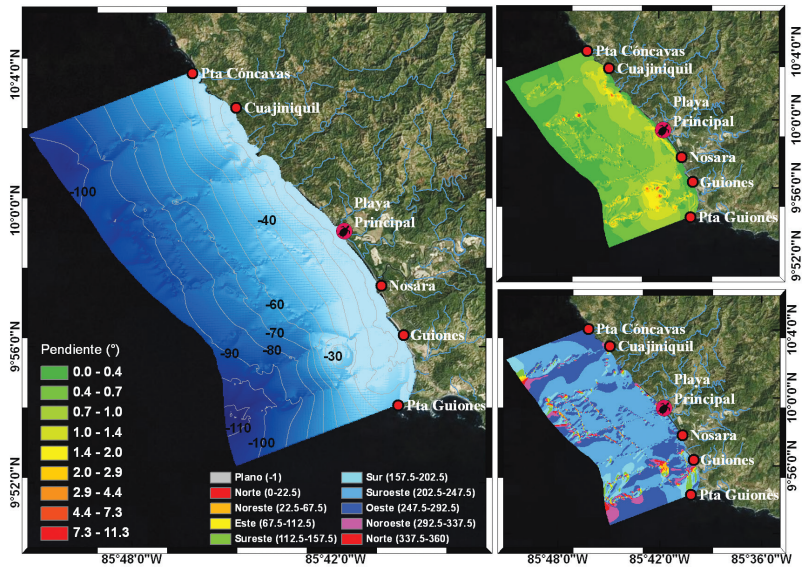 Pta Cóncavas
Cuajiniquil
Playa
Principal
Nosara
Guiones
Pta Guiones
-100
-40
-60
-70
-80
-90
-30
-110
-100
10°4'0"N
10°0'0"N
9°56'0"N
9°52'0"N
85°48'0"W
85°42'0"W
Pendiente (°)
0.0 - 0.4
0.4 - 0.7
0.7 - 1.0
1.0 - 1.4
1.4 - 2.0
2.0 - 2.9
2.9 - 4.4
4.4 - 7.3
7.3 - 11.3
Plano (-1)
Norte (0-22.5)
Noreste (22.5-67.5)
Este (67.5-112.5)
Sureste (112.5-157.5)
Sur (157.5-202.5)
Suroeste (202.5-247.5)
Oeste (247.5-292.5)
Noroeste (292.5-337.5)
Norte (337.5-360)
Pta Cóncavas
Cuajiniquil
Playa
Principal
Nosara
Guiones
Pta Guiones
10°4'0"N
10°0'0"N
9°56'0"N
9°52'0"N
Pta Cóncavas
Cuajiniquil
Playa
Principal
Nosara
Guiones
Pta Guiones
10°4'0"N
10°0'0"N
9°56'0"N
85°48'0"W
85°42'0"W
85°36'0"W